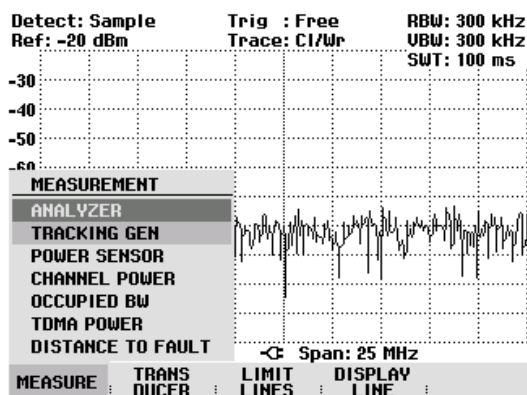 Detect: Sample Trig : Free RBW: 300 kHz
Ref: -20 dBm Trace: Cl/Wr VBW: 300 kHz
SWT: 100 ms
-30
-40
-50
-60
MEASUREMENT
ANALYZER
TRACKING GEN
POWER SENSOR
CHANNEL POWER
OCCUPIED BW
TDMA POWER
DISTANCE TO FAULT
Span: 25 MHz
MEASURE TRANS LIMIT DISPLAY
DUCER LINES LINE